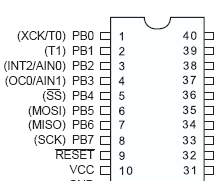 (XCK/T0) PB0 1 40
(T1) PB1 2 39
(INT2/AIN0) PB2 3 38
(OC0/AIN1) PB3 4 37
(S̅S̅) PB4 5 36
(MOSI) PB5 6 35
(MISO) PB6 7 34
(SCK) PB7 8 33
R̅E̅S̅E̅T̅ 9 32
VCC 10 31